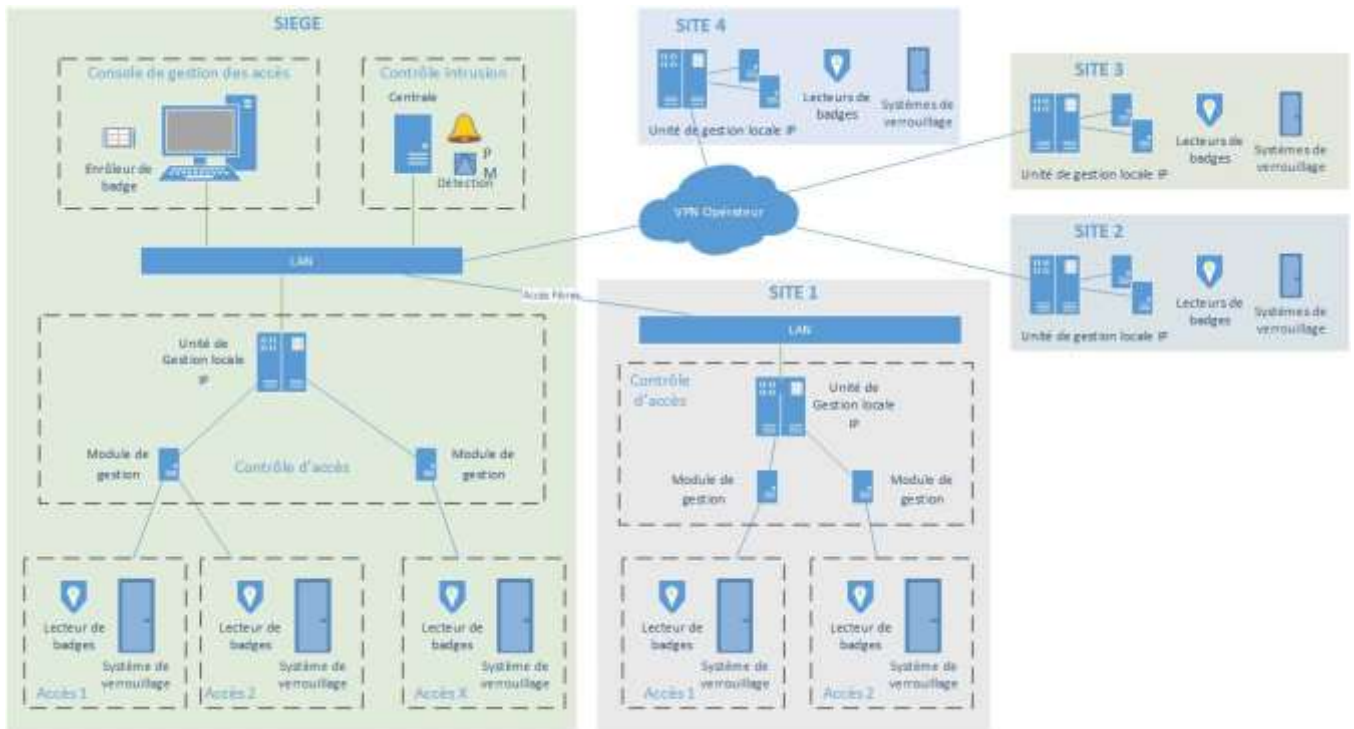 SIEGE
Console de gestion des accès
Enrôleur de
badge
Contrôle intrusion
Centrale
P
M
Détection
LAN
Accès Fibres
Unité de
Gestion locale
IP
Module de
gestion
Contrôle d'accès
Module de
gestion
Lecteur de
badges
Système de
verrouillage
Accès 1
Lecteur de
badges
Système de
verrouillage
Accès 2
Lecteur de
badges
Système de
verrouillage
Accès X
SITE 4
Unité de gestion locale IP
Lecteurs de
badges
Systèmes de
verrouillage
VPN Opérateur
SITE 3
Unité de gestion locale IP
Lecteurs de
badges
Systèmes de
verrouillage
SITE 2
Unité de gestion locale IP
Lecteurs de
badges
Systèmes de
verrouillage
SITE 1
LAN
Contrôle
d'accès
Unité de
Gestion locale
IP
Module de
gestion
Module de
gestion
Lecteur de
badges
Système de
verrouillage
Accès 1
Lecteur de
badges
Système de
verrouillage
Accès 2